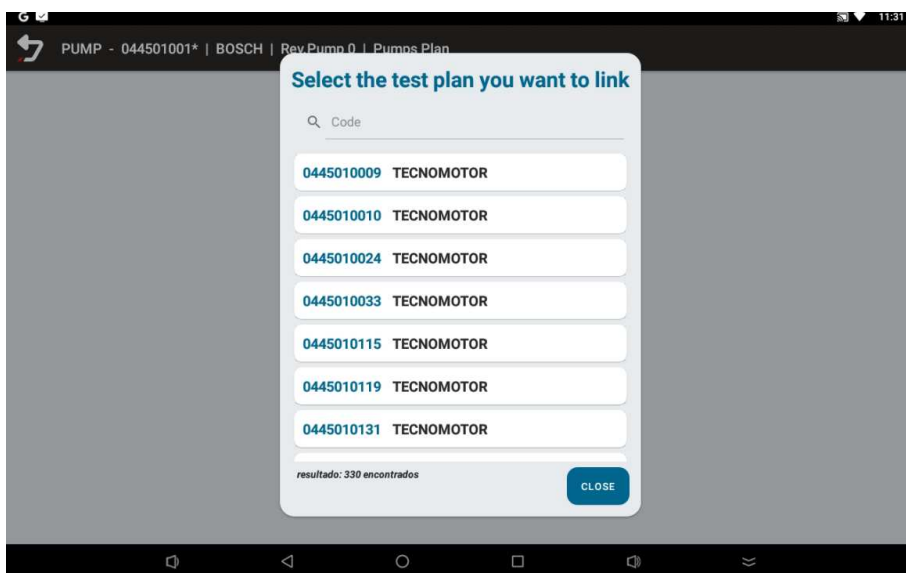 G 11:31
PUMP - 044501001* | BOSCH | Rev.Pump 0 | Pumps Plan
Select the test plan you want to link
Code
0445010009 TECNOMOTOR
0445010010 TECNOMOTOR
0445010024 TECNOMOTOR
0445010033 TECNOMOTOR
0445010115 TECNOMOTOR
0445010119 TECNOMOTOR
0445010131 TECNOMOTOR
resultado: 330 encontrados
CLOSE